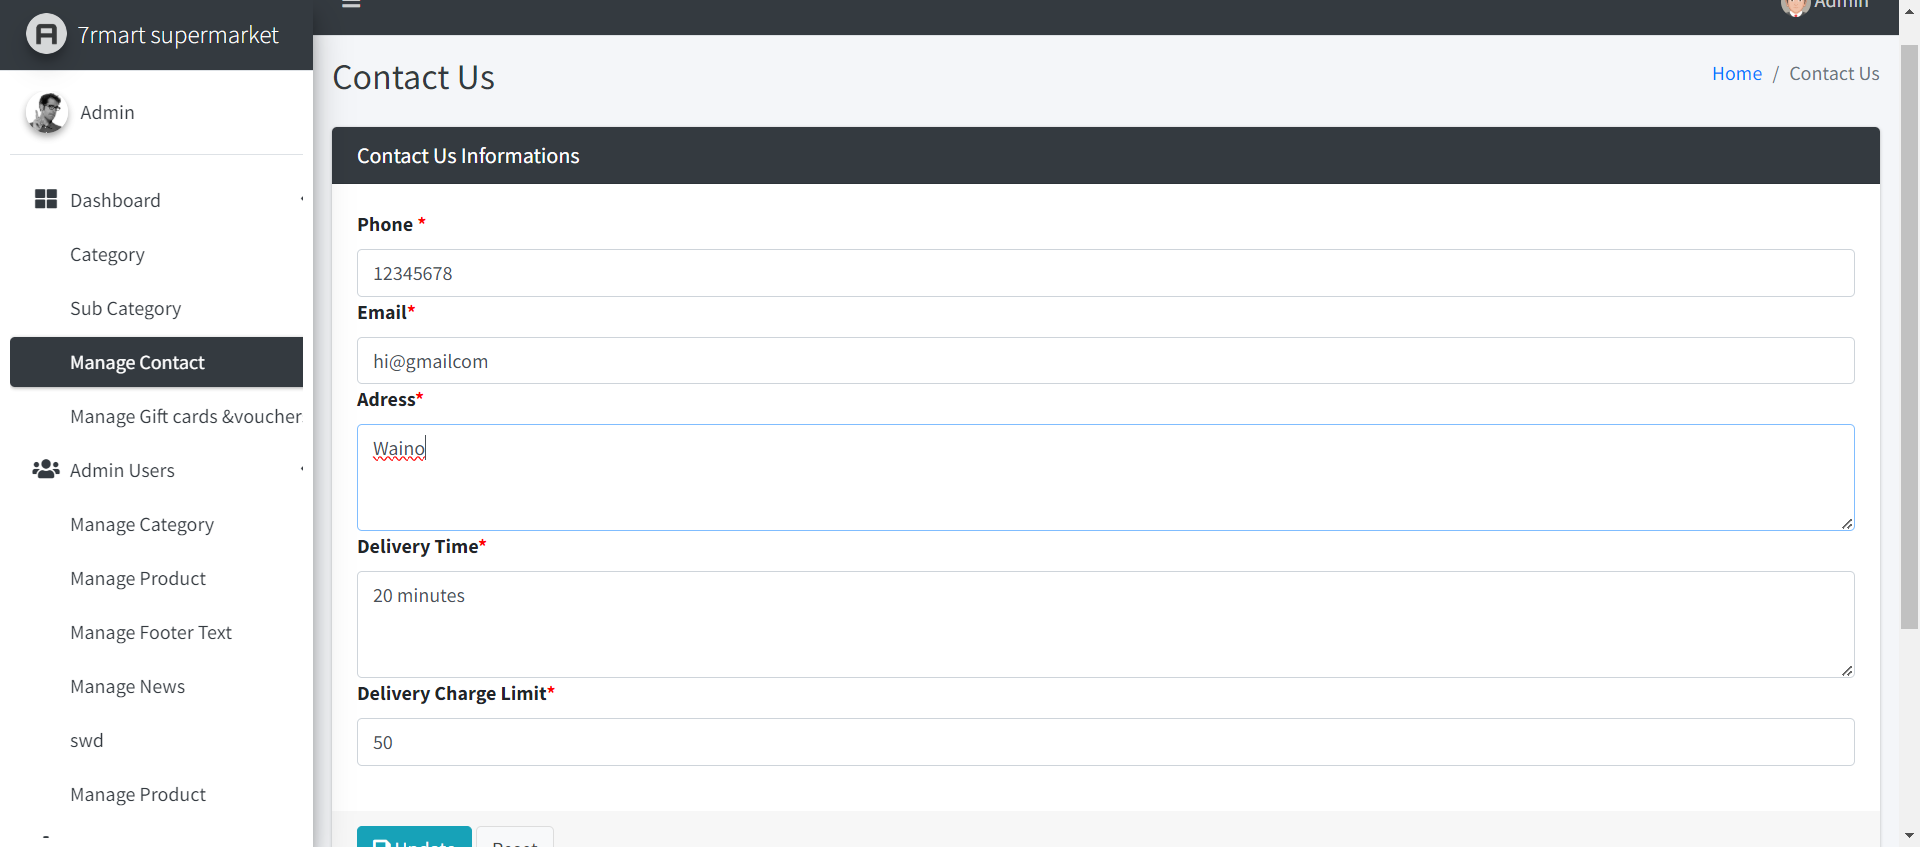 7rmart supermarket
Admin
Admin
Contact Us
Home / Contact Us
Dashboard
Category
Sub Category
Manage Contact
Manage Gift cards &voucher
Admin Users
Manage Category
Manage Product
Manage Footer Text
Manage News
swd
Manage Product
Contact Us Informations
Phone *
12345678
Email*
hi@gmailcom
Adress*
Waino
Delivery Time*
20 minutes
Delivery Charge Limit*
50
Update
Reset